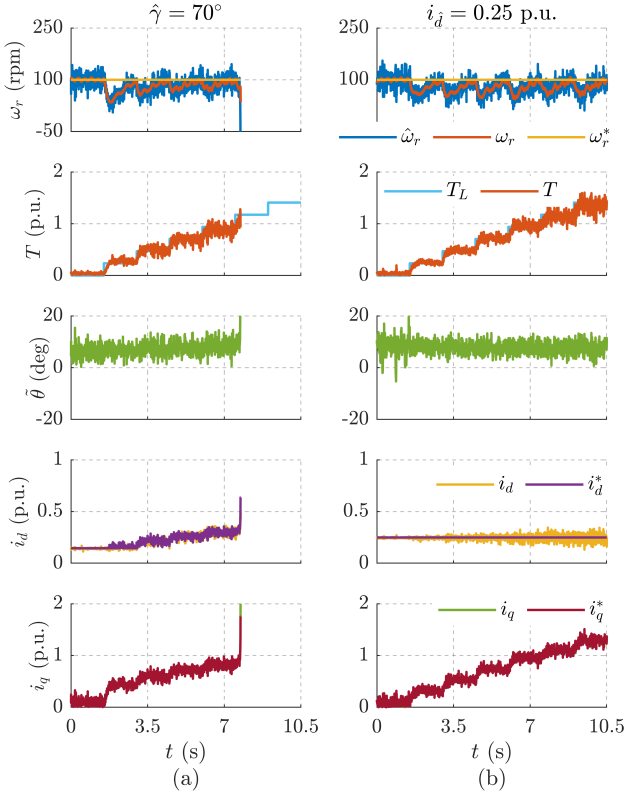 γ̂ = 70° i_d̂ = 0.25 p.u.
250 250
100 100
-50
ω_r (rpm)
ω̂_r ω_r ω_r^*
2 2
1 1
0 0
T (p.u.)
T_L T
20 20
0 0
-20 -20
θ̃ (deg)
1 1
0.5 0.5
0 0
i_d (p.u.)
i_d i_d^*
2 2
1 1
0 0
i_q (p.u.)
i_q i_q^*
0 3.5 7 10.5 0 3.5 7 10.5
t (s) t (s)
(a) (b)